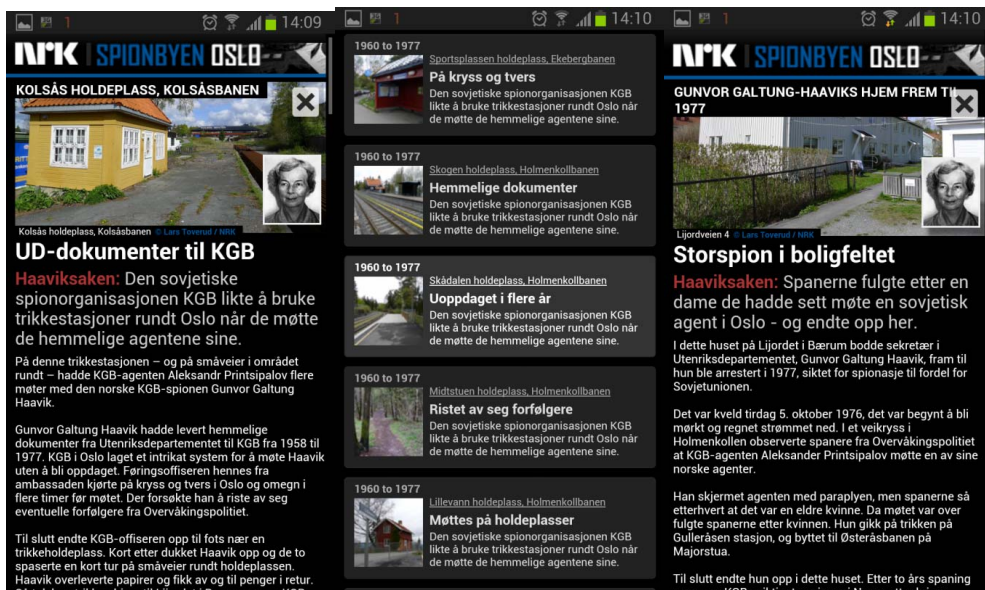 1 14:09
NRK SPIONBYEN OSLO
KOLSÅS HOLDEPLASS, KOLSÅSBANEN
Kolsås holdeplass, Kolsåsbanen © Lars Toverud / NRK
UD-dokumenter til KGB
Haaviksaken: Den sovjetiske
spionorganisasjonen KGB likte å bruke
trikkestasjoner rundt Oslo når de møtte
de hemmelige agentene sine.
På denne trikkestasjonen – og på småveier i området
rundt – hadde KGB-agenten Aleksandr Printsipalov flere
møter med den norske KGB-spionen Gunvor Galtung
Haavik.
Gunvor Galtung Haavik hadde levert hemmelige
dokumenter fra Utenriksdepartementet til KGB fra 1958 til
1977. KGB i Oslo laget et intrikat system for å møte Haavik
uten å bli oppdaget. Føringsoffiseren hennes fra
ambassaden kjørte på kryss og tvers i Oslo og omegn i
flere timer før møtet. Der forsøkte han å riste av seg
eventuelle forfølgere fra Overvåkingspolitiet.
Til slutt endte KGB-offiseren opp til fots nær en
trikkeholdeplass. Kort etter dukket Haavik opp og de to
spaserte en kort tur på småveier rundt holdeplassen.
Haavik overleverte papirer og fikk av og til penger i retur.
1 14:10
1960 to 1977
Sportsplassen holdeplass, Ekebergbanen
På kryss og tvers
Den sovjetiske spionorganisasjonen KGB
likte å bruke trikkestasjoner rundt Oslo når
de møtte de hemmelige agentene sine.
1960 to 1977
Skogen holdeplass, Holmenkollbanen
Hemmelige dokumenter
Den sovjetiske spionorganisasjonen KGB
likte å bruke trikkestasjoner rundt Oslo når
de møtte de hemmelige agentene sine.
1960 to 1977
Skådalen holdeplass, Holmenkollbanen
Uoppdaget i flere år
Den sovjetiske spionorganisasjonen KGB
likte å bruke trikkestasjoner rundt Oslo når
de møtte de hemmelige agentene sine.
1960 to 1977
Midtstuen holdeplass, Holmenkollbanen
Ristet av seg forfølgere
Den sovjetiske spionorganisasjonen KGB
likte å bruke trikkestasjoner rundt Oslo når
de møtte de hemmelige agentene sine.
1960 to 1977
Lillevann holdeplass, Holmenkollbanen
Møttes på holdeplasser
Den sovjetiske spionorganisasjonen KGB
likte å bruke trikkestasjoner rundt Oslo når
de møtte de hemmelige agentene sine.
1 14:10
NRK SPIONBYEN OSLO
GUNVOR GALTUNG-HAAVIKS HJEM FREM TIL
1977
Lijordveien 4 © Lars Toverud / NRK
Storspion i boligfeltet
Haaviksaken: Spanerne fulgte etter en
dame de hadde sett møte en sovjetisk
agent i Oslo - og endte opp her.
I dette huset på Lijordet i Bærum bodde sekretær i
Utenriksdepartementet, Gunvor Galtung Haavik, fram til
hun ble arrestert i 1977, siktet for spionasje til fordel for
Sovjetunionen.
Det var kveld tirdag 5. oktober 1976, det var begynt å bli
mørkt og regnet strømmet ned. I et veikryss i
Holmenkollen observerte spanere fra Overvåkingspolitiet
at KGB-agenten Aleksander Printsipalov møtte en av sine
norske agenter.
Han skjermet agenten med paraplyen, men spanerne så
etterhvert at det var en eldre kvinne. Da møtet var over
fulgte spanerne etter kvinnen. Hun gikk på trikken på
Gulleråsen stasjon, og byttet til Østeråsbanen på
Majorstua.
Til slutt endte hun opp i dette huset. Etter to års spaning